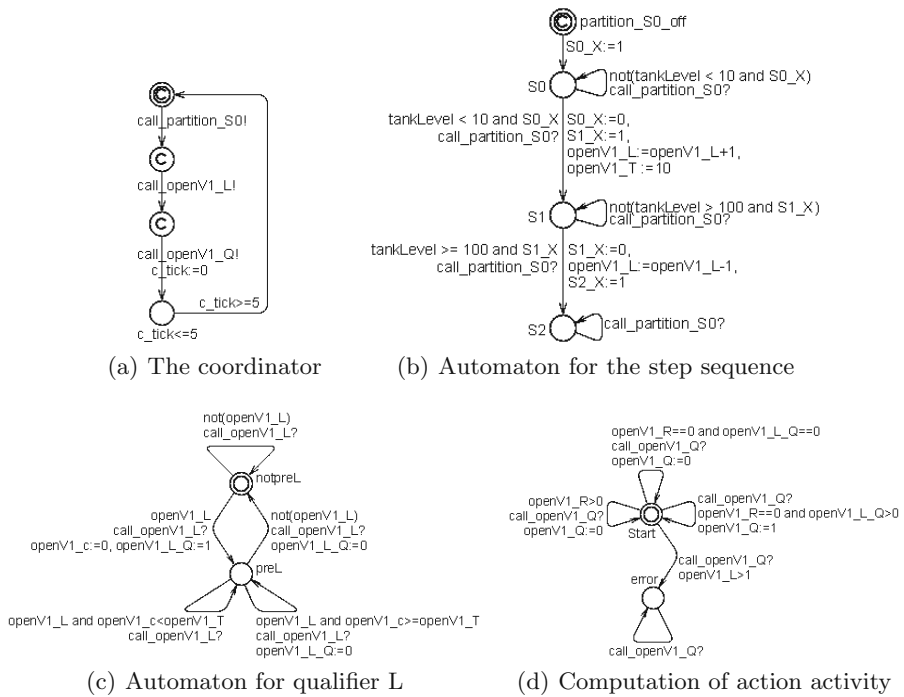 C
call_partition_S0!
C
call_openV1_L!
C
call_openV1_Q!
c_tick:=0
c_tick>=5
c_tick<=5
(a) The coordinator
C
partition_S0_off
S0_X:=1
S0
not(tankLevel < 10 and S0_X)
call_partition_S0?
tankLevel < 10 and S0_X
call_partition_S0?
S0_X:=0,
S1_X:=1,
openV1_L:=openV1_L+1,
openV1_T:=10
S1
not(tankLevel > 100 and S1_X)
call_partition_S0?
tankLevel >= 100 and S1_X
call_partition_S0?
S1_X:=0,
openV1_L:=openV1_L-1,
S2_X:=1
S2
call_partition_S0?
(b) Automaton for the step sequence
not(openV1_L)
call_openV1_L?
notpreL
openV1_L
call_openV1_L?
openV1_c:=0, openV1_L_Q:=1
not(openV1_L)
call_openV1_L?
openV1_L_Q:=0
preL
openV1_L and openV1_c<openV1_T
call_openV1_L?
openV1_L and openV1_c>=openV1_T
call_openV1_L?
openV1_L_Q:=0
(c) Automaton for qualifier L
openV1_R==0 and openV1_L_Q==0
call_openV1_Q?
openV1_Q:=0
openV1_R>0
call_openV1_Q?
openV1_Q:=0
Start
call_openV1_Q?
openV1_R==0 and openV1_L_Q>0
openV1_Q:=1
call_openV1_Q?
openV1_L>1
error
call_openV1_Q?
(d) Computation of action activity